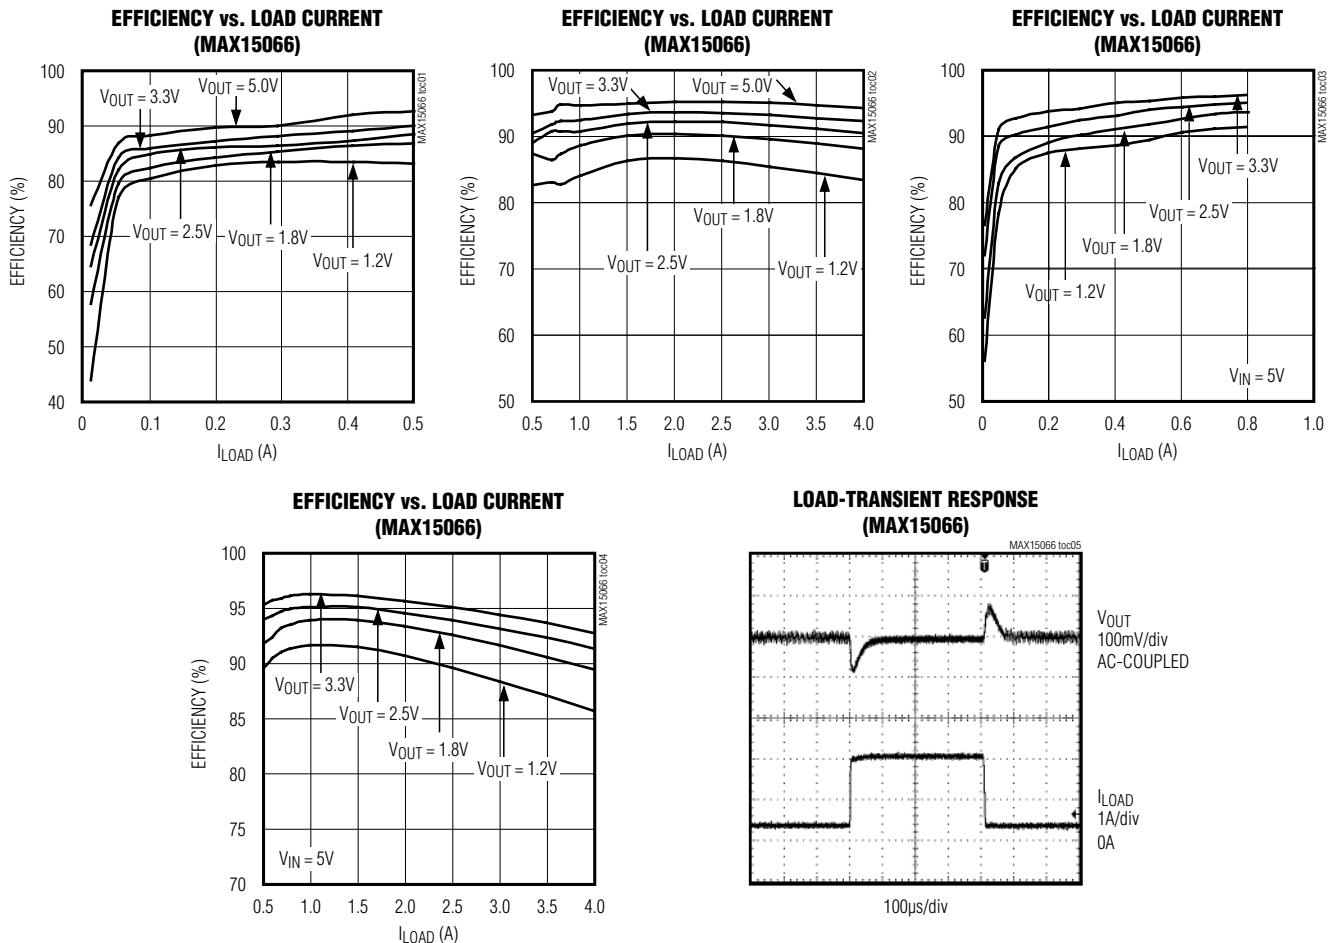 EFFICIENCY vs. LOAD CURRENT
(MAX15066)
MAX15066 toc01
EFFICIENCY (%)
100
90
80
70
60
50
40
VOUT = 3.3V
VOUT = 5.0V
VOUT = 2.5V
VOUT = 1.8V
VOUT = 1.2V
0 0.1 0.2 0.3 0.4 0.5
ILOAD (A)
EFFICIENCY vs. LOAD CURRENT
(MAX15066)
MAX15066 toc02
EFFICIENCY (%)
100
90
80
70
60
50
VOUT = 3.3V
VOUT = 5.0V
VOUT = 1.8V
VOUT = 2.5V
VOUT = 1.2V
0.5 1.0 1.5 2.0 2.5 3.0 3.5 4.0
ILOAD (A)
EFFICIENCY vs. LOAD CURRENT
(MAX15066)
MAX15066 toc03
EFFICIENCY (%)
100
90
80
70
60
50
VOUT = 3.3V
VOUT = 2.5V
VOUT = 1.8V
VOUT = 1.2V
VIN = 5V
0 0.2 0.4 0.6 0.8 1.0
ILOAD (A)
EFFICIENCY vs. LOAD CURRENT
(MAX15066)
MAX15066 toc04
EFFICIENCY (%)
100
95
90
85
80
75
70
VOUT = 3.3V
VOUT = 2.5V
VOUT = 1.8V
VOUT = 1.2V
VIN = 5V
0.5 1.0 1.5 2.0 2.5 3.0 3.5 4.0
ILOAD (A)
LOAD-TRANSIENT RESPONSE
(MAX15066)
MAX15066 toc05
T
VOUT
100mV/div
AC-COUPLED
ILOAD
1A/div
0A
100µs/div